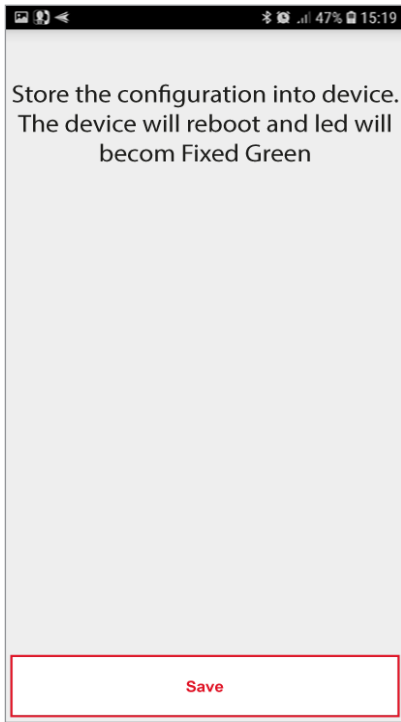 47% 15:19
Store the configuration into device.
The device will reboot and led will
becom Fixed Green
Save